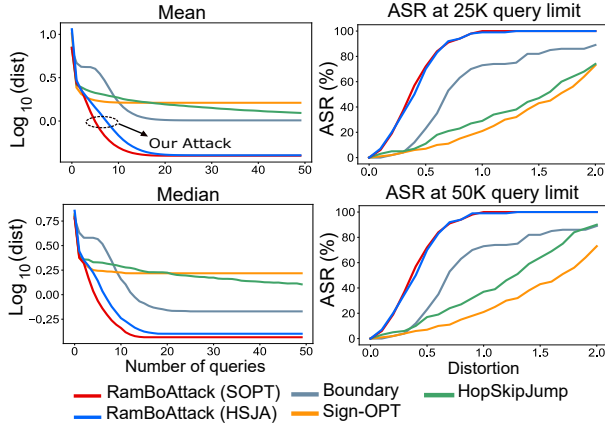 Mean
Log 10 (dist)
1.0
0.5
0.0
Our Attack
0 10 20 30 40 50
ASR at 25K query limit
ASR (%)
100
80
60
40
20
0
0.0 0.5 1.0 1.5 2.0
Median
Log 10 (dist)
0.75
0.50
0.25
0.00
−0.25
0 10 20 30 40 50
Number of queries
ASR at 50K query limit
ASR (%)
100
80
60
40
20
0
0.0 0.5 1.0 1.5 2.0
Distortion
RamBoAttack (SOPT) Boundary HopSkipJump
RamBoAttack (HSJA) Sign-OPT